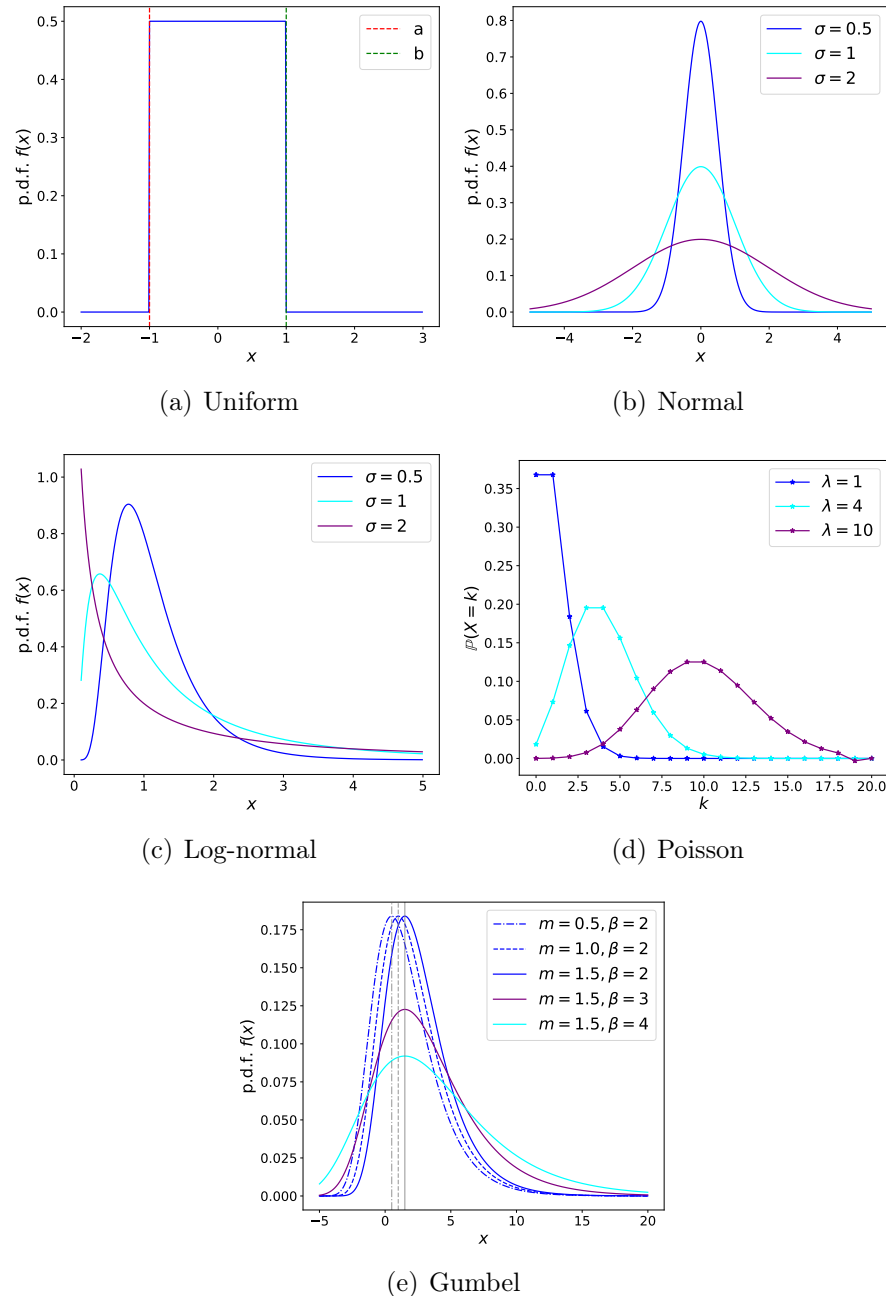 0.5
0.4
0.3
0.2
0.1
0.0
p.d.f. f(x)
−2 −1 0 1 2 3
x
a
b
(a) Uniform
0.8
0.7
0.6
0.5
0.4
0.3
0.2
0.1
0.0
p.d.f. f(x)
−4 −2 0 2 4
x
σ = 0.5
σ = 1
σ = 2
(b) Normal
1.0
0.8
0.6
0.4
0.2
0.0
p.d.f. f(x)
0 1 2 3 4 5
x
σ = 0.5
σ = 1
σ = 2
(c) Log-normal
0.35
0.30
0.25
0.20
0.15
0.10
0.05
0.00
ℙ(X = k)
0.0 2.5 5.0 7.5 10.0 12.5 15.0 17.5 20.0
k
λ = 1
λ = 4
λ = 10
(d) Poisson
0.175
0.150
0.125
0.100
0.075
0.050
0.025
0.000
p.d.f. f(x)
−5 0 5 10 15 20
x
m = 0.5, β = 2
m = 1.0, β = 2
m = 1.5, β = 2
m = 1.5, β = 3
m = 1.5, β = 4
(e) Gumbel